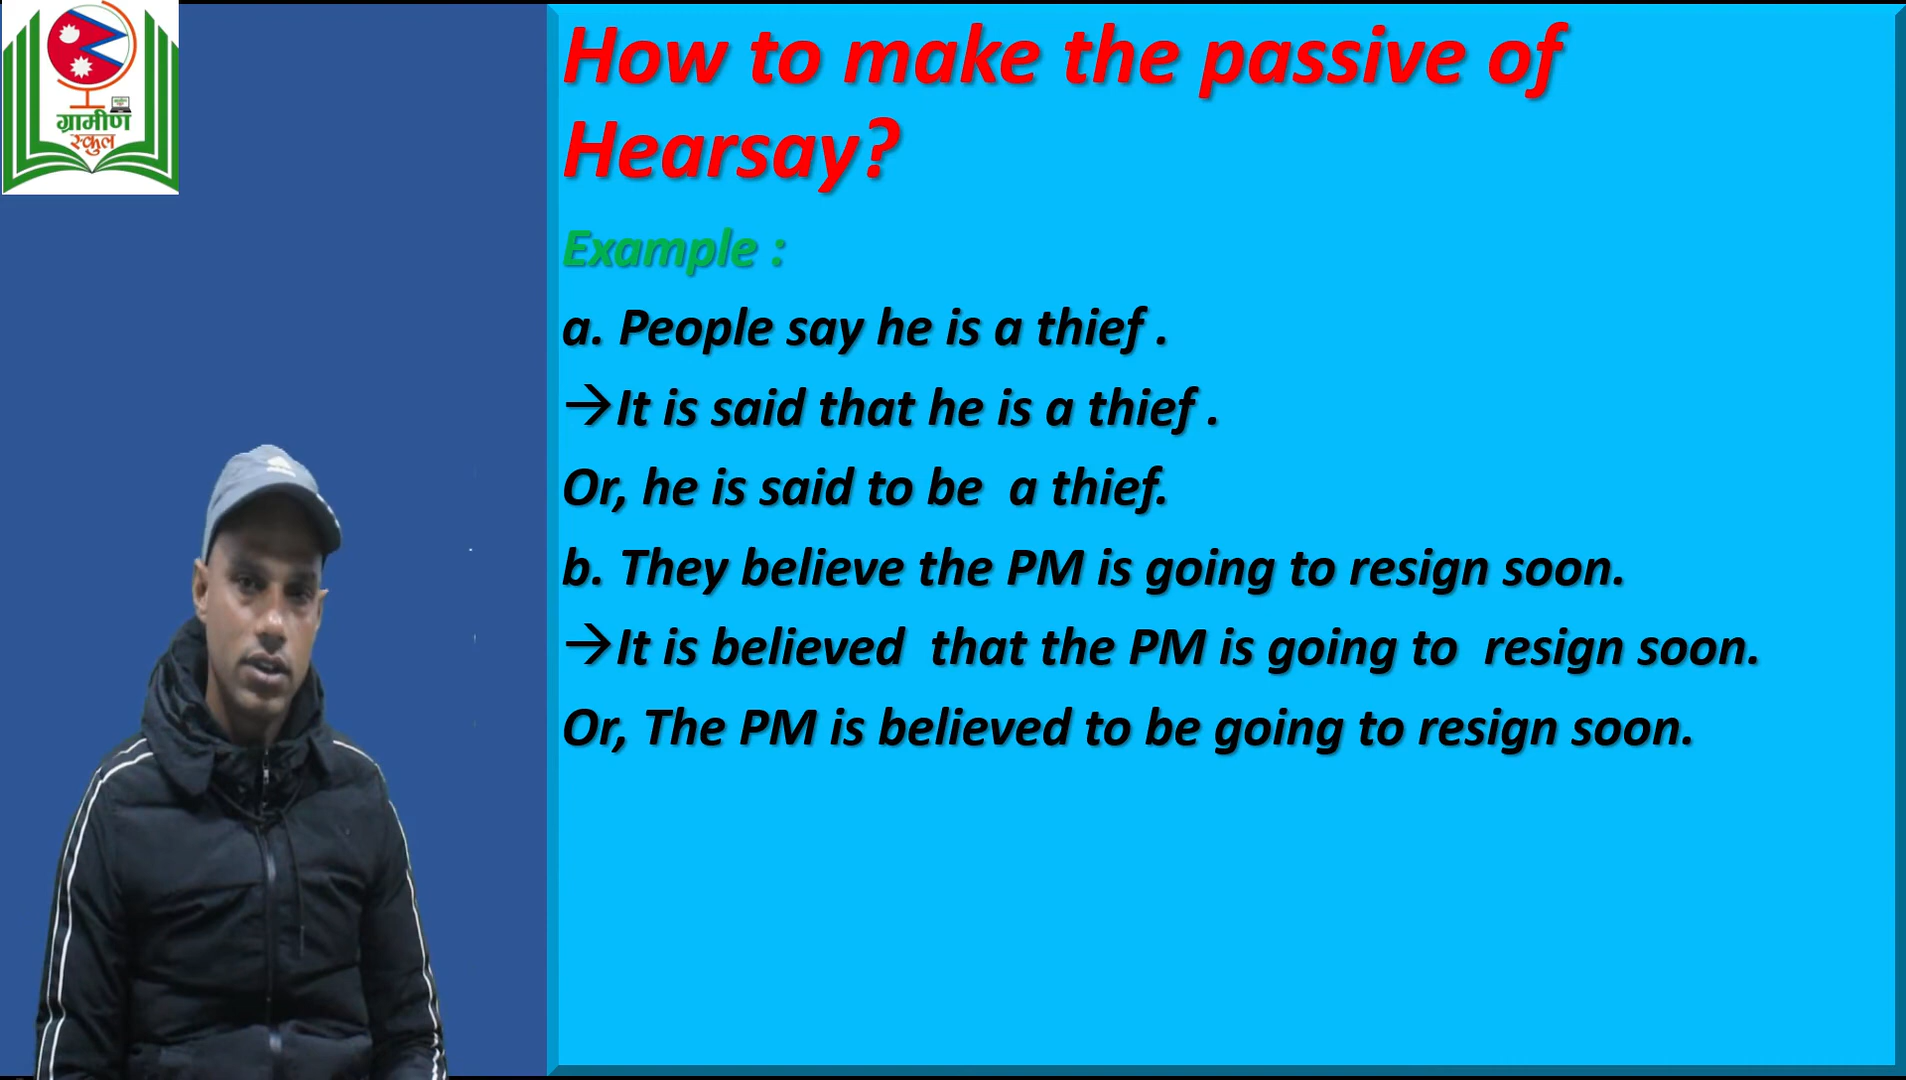 ग्रामीण
स्कुल
How to make the passive of
Hearsay?
Example :
a. People say he is a thief .
→It is said that he is a thief .
Or, he is said to be  a thief.
b. They believe the PM is going to resign soon.
→It is believed  that the PM is going to  resign soon.
Or, The PM is believed to be going to resign soon.